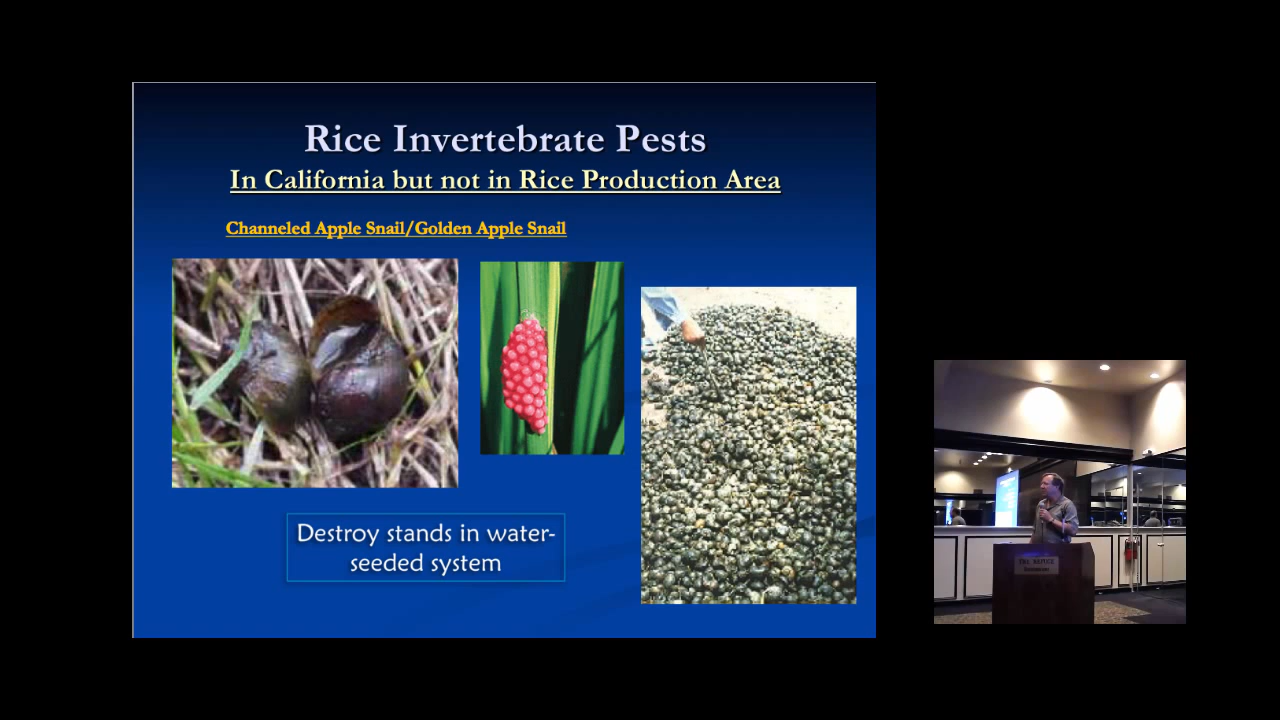 Rice Invertebrate Pests
In California but not in Rice Production Area
Channeled Apple Snail/Golden Apple Snail
Destroy stands in water-
seeded system